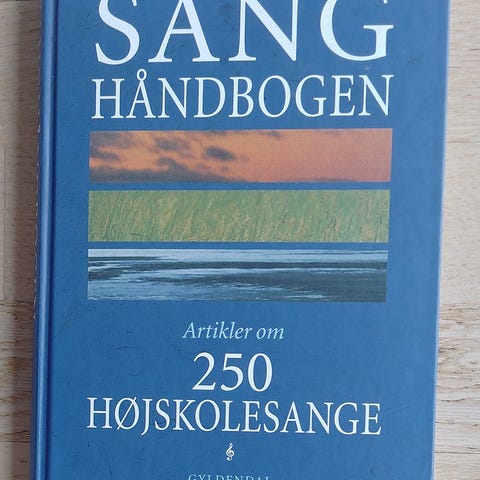 SANG
HÅNDBOGEN
Artikler om
250
HØJSKOLESANGE
GYLDENDAL